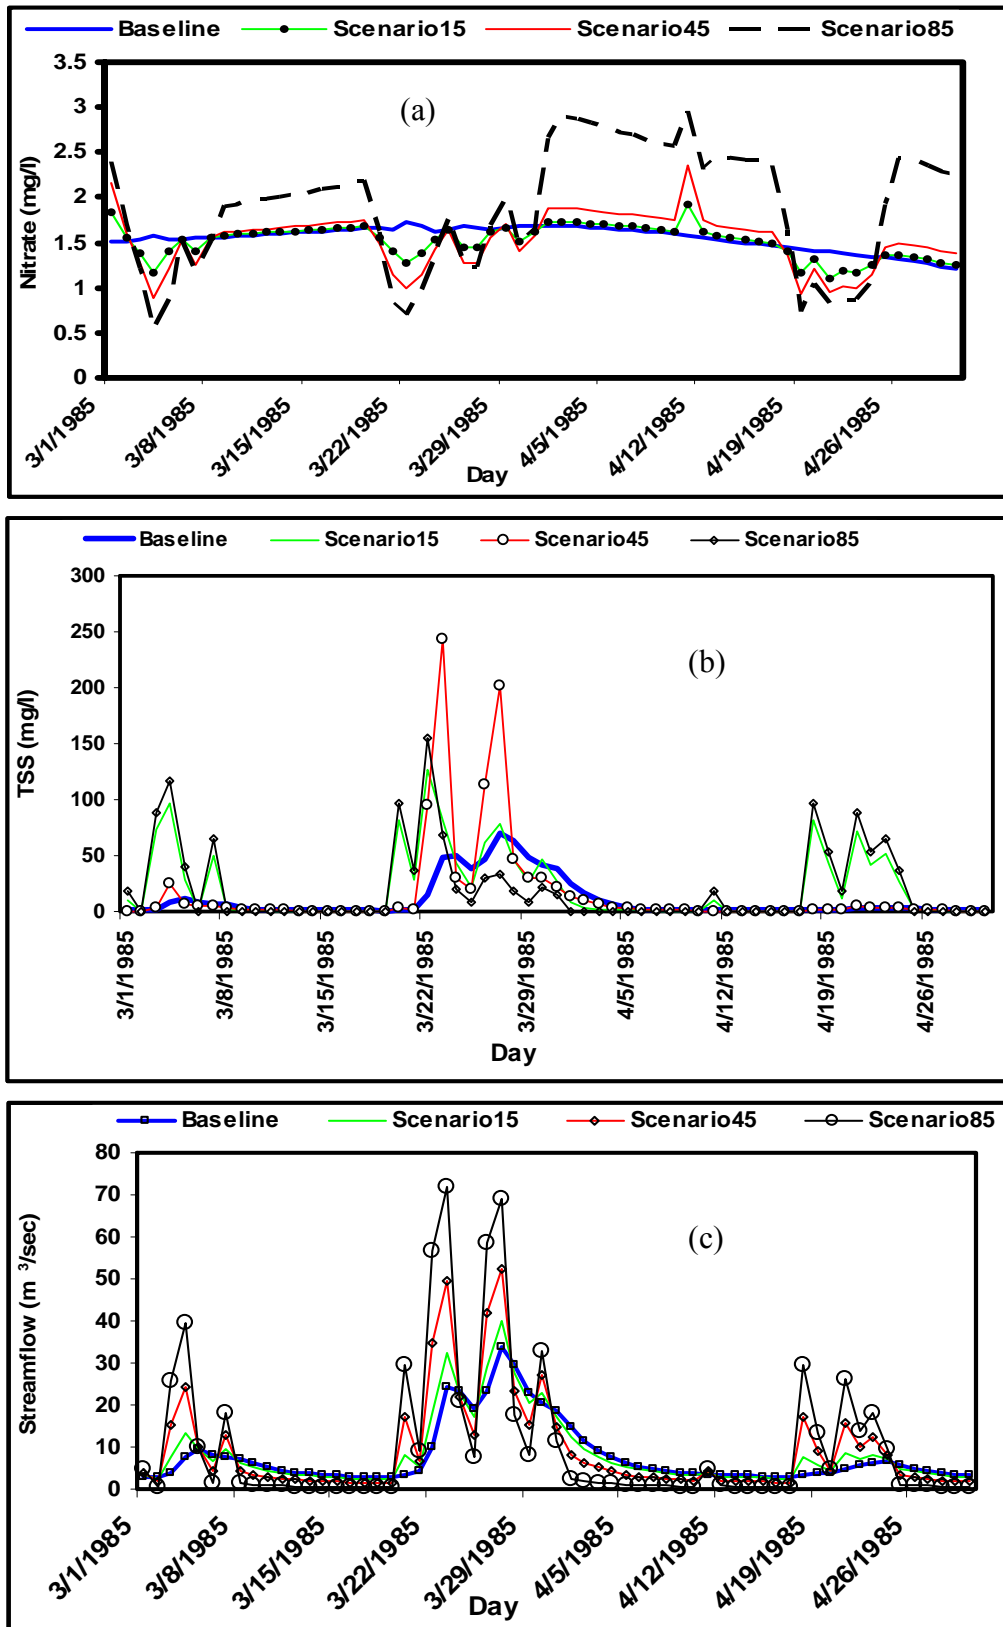 Baseline Scenario15 Scenario45 Scenario85
3.5
3
2.5
2
1.5
1
0.5
0
Nitrate (mg/l)
(a)
3/1/1985 3/8/1985 3/15/1985 3/22/1985 3/29/1985 4/5/1985 4/12/1985 4/19/1985 4/26/1985
Day
Baseline Scenario15 Scenario45 Scenario85
300
250
200
150
100
50
0
TSS (mg/l)
(b)
3/1/1985 3/8/1985 3/15/1985 3/22/1985 3/29/1985 4/5/1985 4/12/1985 4/19/1985 4/26/1985
Day
Baseline Scenario15 Scenario45 Scenario85
80
70
60
50
40
30
20
10
0
Streamflow (m ³/sec)
(c)
3/1/1985 3/8/1985 3/15/1985 3/22/1985 3/29/1985 4/5/1985 4/12/1985 4/19/1985 4/26/1985
Day